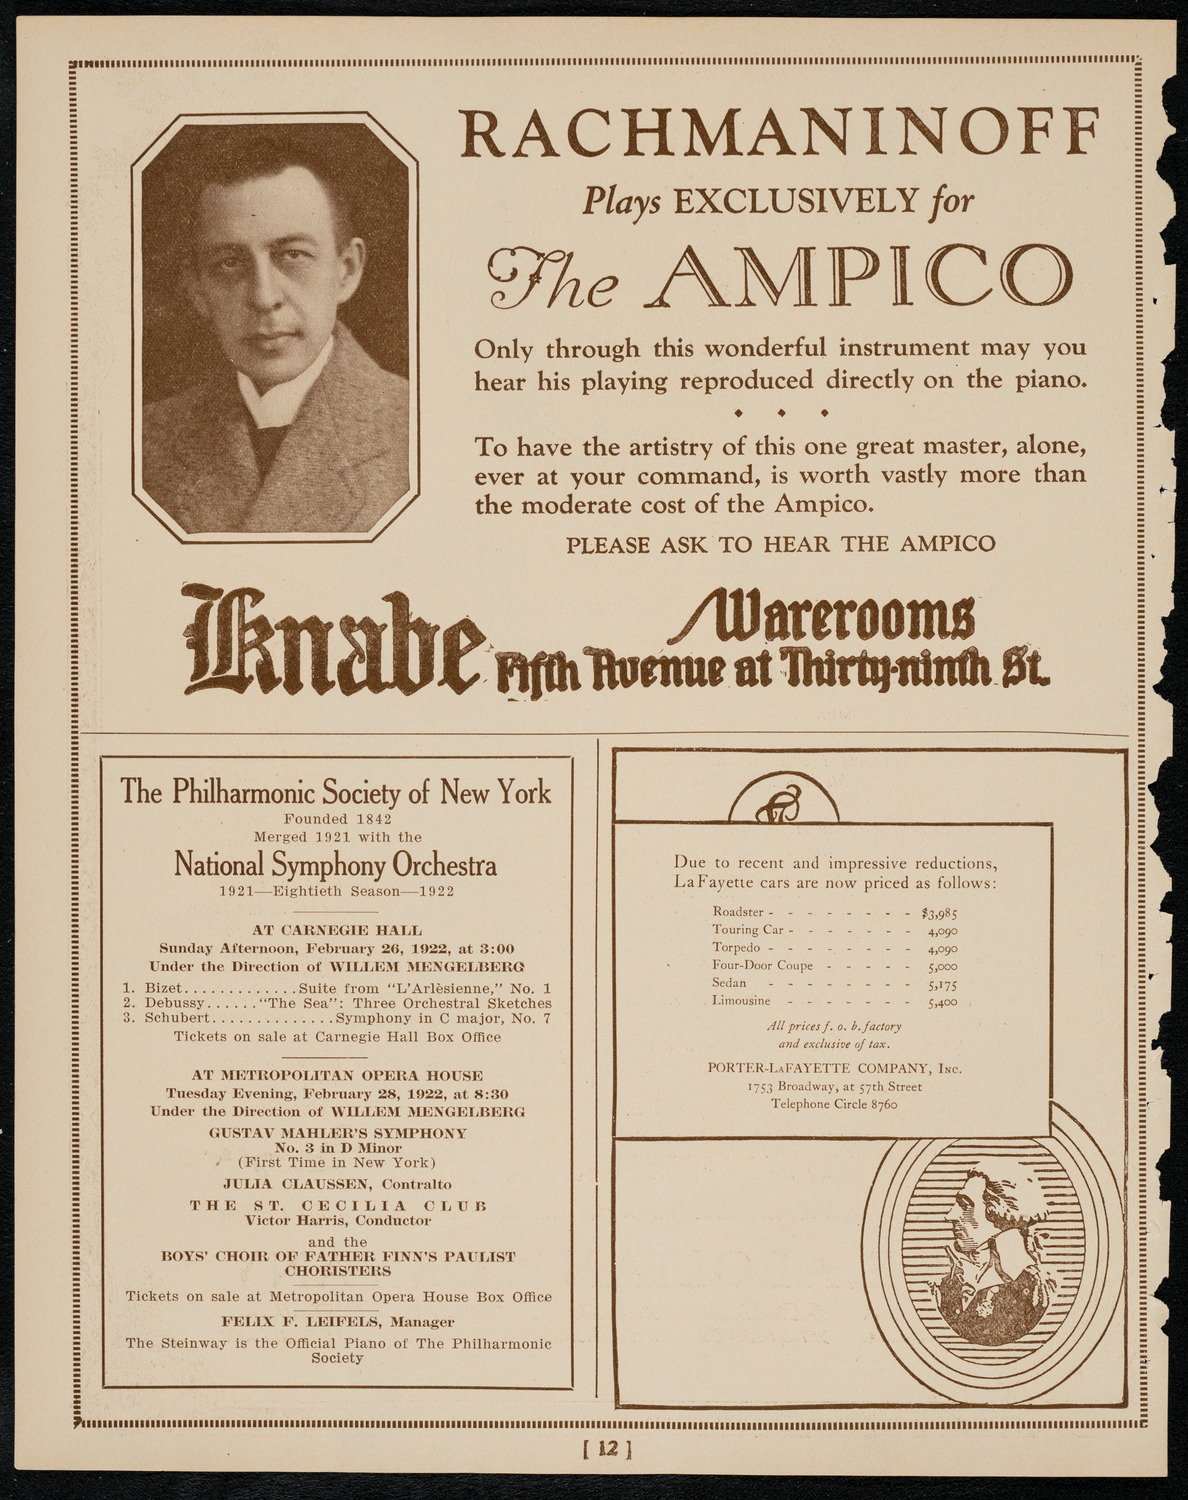 RACHMANINOFF
Plays EXCLUSIVELY for
The AMPICO
Only through this wonderful instrument may you
hear his playing reproduced directly on the piano.
To have the artistry of this one great master, alone,
ever at your command, is worth vastly more than
the moderate cost of the Ampico.
PLEASE ASK TO HEAR THE AMPICO
Knabe Warerooms
Fifth Avenue at Thirty-ninth St.
The Philharmonic Society of New York
Founded 1842
Merged 1921 with the
National Symphony Orchestra
1921—Eightieth Season—1922
AT CARNEGIE HALL
Sunday Afternoon, February 26, 1922, at 3:00
Under the Direction of WILLEM MENGELBERG
1. Bizet.............Suite from "L'Arlèsienne," No. 1
2. Debussy......"The Sea": Three Orchestral Sketches
3. Schubert..............Symphony in C major, No. 7
Tickets on sale at Carnegie Hall Box Office
AT METROPOLITAN OPERA HOUSE
Tuesday Evening, February 28, 1922, at 8:30
Under the Direction of WILLEM MENGELBERG
GUSTAV MAHLER'S SYMPHONY
No. 3 in D Minor
(First Time in New York)
JULIA CLAUSSEN, Contralto
THE ST. CECILIA CLUB
Victor Harris, Conductor
and the
BOYS' CHOIR OF FATHER FINN'S PAULIST
CHORISTERS
Tickets on sale at Metropolitan Opera House Box Office
FELIX F. LEIFELS, Manager
The Steinway is the Official Piano of The Philharmonic
Society
Due to recent and impressive reductions,
LaFayette cars are now priced as follows:
Roadster - - - - - - - - $3,985
Touring Car - - - - - - - 4,090
Torpedo - - - - - - - - 4,090
Four-Door Coupe - - - - - 5,000
Sedan - - - - - - - - 5,175
Limousine - - - - - - - 5,400
All prices f. o. b. factory
and exclusive of tax.
PORTER-LAFAYETTE COMPANY, Inc.
1753 Broadway, at 57th Street
Telephone Circle 8760
[ 12 ]